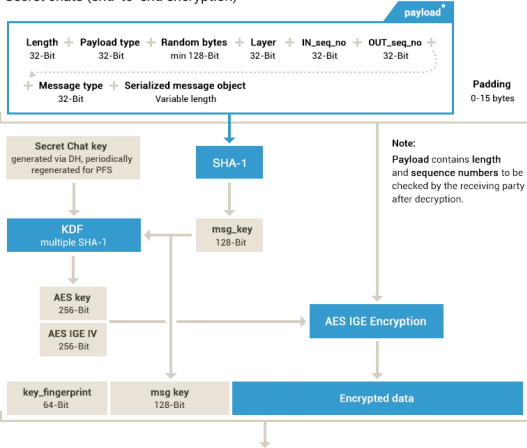 Secret chats (end-to-end encryption)
payload*
Length + Payload type + Random bytes + Layer + IN_seq_no + OUT_seq_no +
32-Bit 32-Bit min 128-Bit 32-Bit 32-Bit 32-Bit
+ Message type + Serialized message object
32-Bit Variable length
Padding
0-15 bytes
Secret Chat key
generated via DH, periodically
regenerated for PFS
SHA-1
Note:
Payload contains length
and sequence numbers to be
checked by the receiving party
after decryption.
KDF
multiple SHA-1
msg_key
128-Bit
AES key
256-Bit
AES IGE IV
256-Bit
AES IGE Encryption
key_fingerprint
64-Bit
msg key
128-Bit
Encrypted data